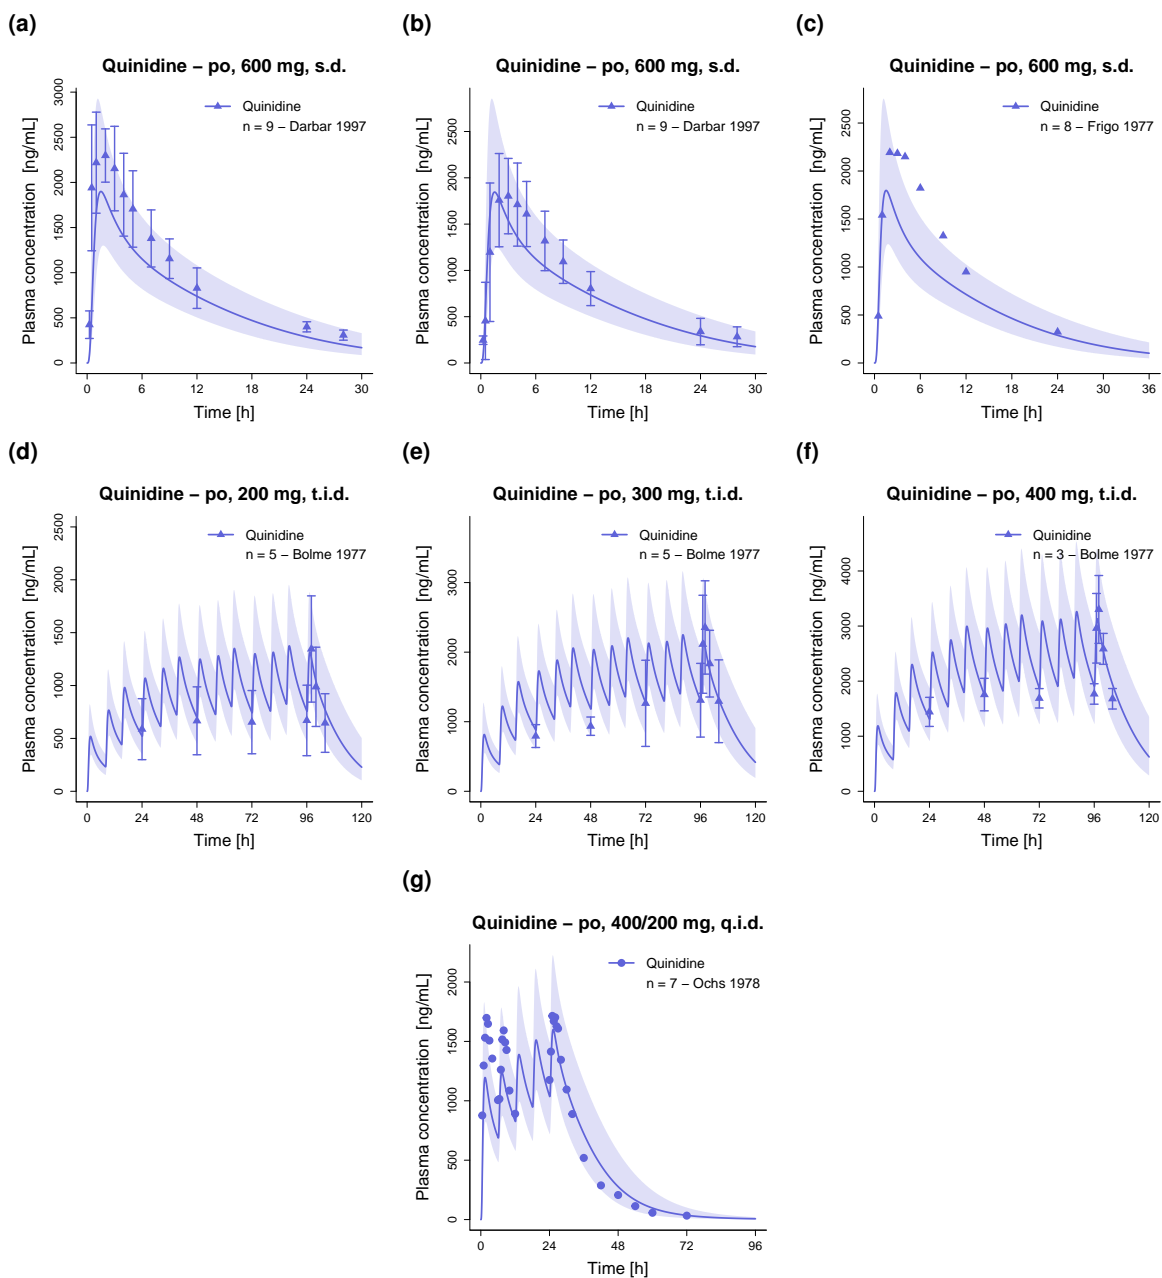 (a)
Quinidine – po, 600 mg, s.d.
Plasma concentration [ng/mL]
0 500 1000 1500 2000 2500 3000
Quinidine
n = 9 – Darbar 1997
0 6 12 18 24 30
Time [h]
(b)
Quinidine – po, 600 mg, s.d.
Plasma concentration [ng/mL]
0 500 1000 1500 2000 2500
Quinidine
n = 9 – Darbar 1997
0 6 12 18 24 30
Time [h]
(c)
Quinidine – po, 600 mg, s.d.
Plasma concentration [ng/mL]
0 500 1000 1500 2000 2500
Quinidine
n = 8 – Frigo 1977
0 6 12 18 24 30 36
Time [h]
(d)
Quinidine – po, 200 mg, t.i.d.
Plasma concentration [ng/mL]
0 500 1000 1500 2000 2500
Quinidine
n = 5 – Bolme 1977
0 24 48 72 96 120
Time [h]
(e)
Quinidine – po, 300 mg, t.i.d.
Plasma concentration [ng/mL]
0 1000 2000 3000
Quinidine
n = 5 – Bolme 1977
0 24 48 72 96 120
Time [h]
(f)
Quinidine – po, 400 mg, t.i.d.
Plasma concentration [ng/mL]
0 1000 2000 3000 4000
Quinidine
n = 3 – Bolme 1977
0 24 48 72 96 120
Time [h]
(g)
Quinidine – po, 400/200 mg, q.i.d.
Plasma concentration [ng/mL]
0 500 1000 1500 2000
Quinidine
n = 7 – Ochs 1978
0 24 48 72 96
Time [h]